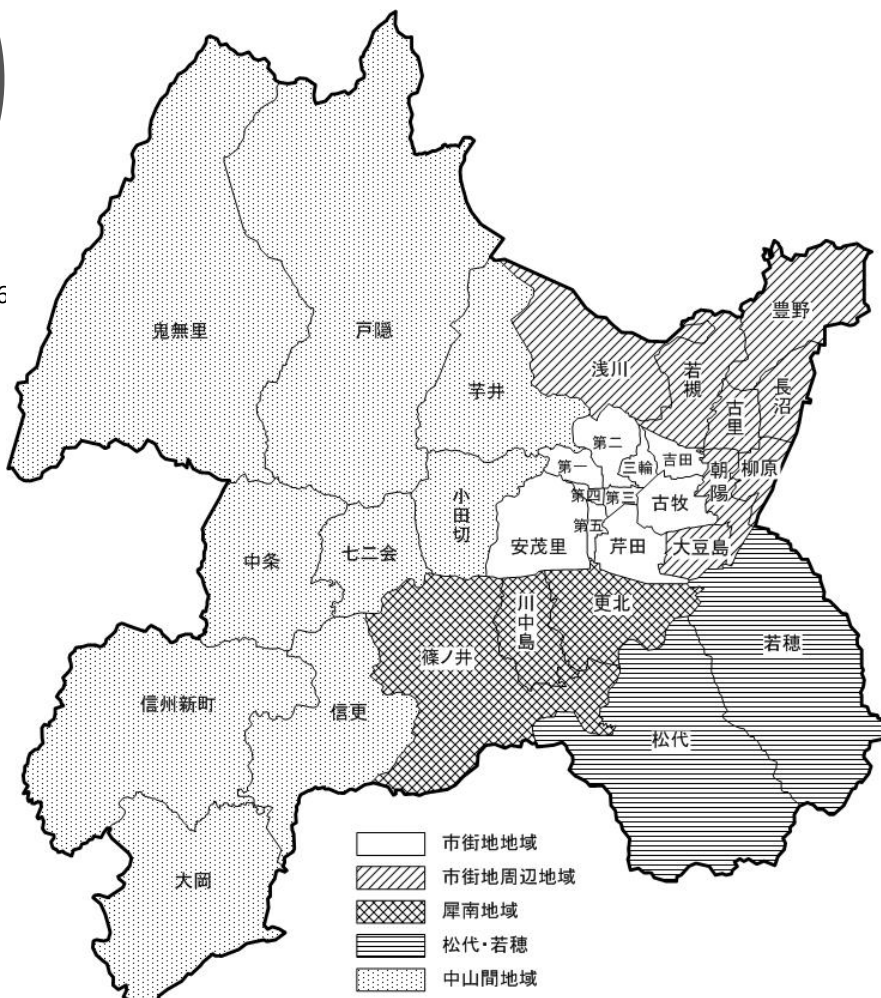 6
豊野
鬼無里
戸隠
浅川
若槻
芋井
長沼
古里
第二
第一
三輪
吉田
朝陽
柳原
第四
第三
古牧
小田切
第五
安茂里
芹田
大豆島
中条
七二会
川中島
更北
若穂
篠ノ井
信州新町
信更
松代
大岡
市街地地域
市街地周辺地域
犀南地域
松代・若穂
中山間地域